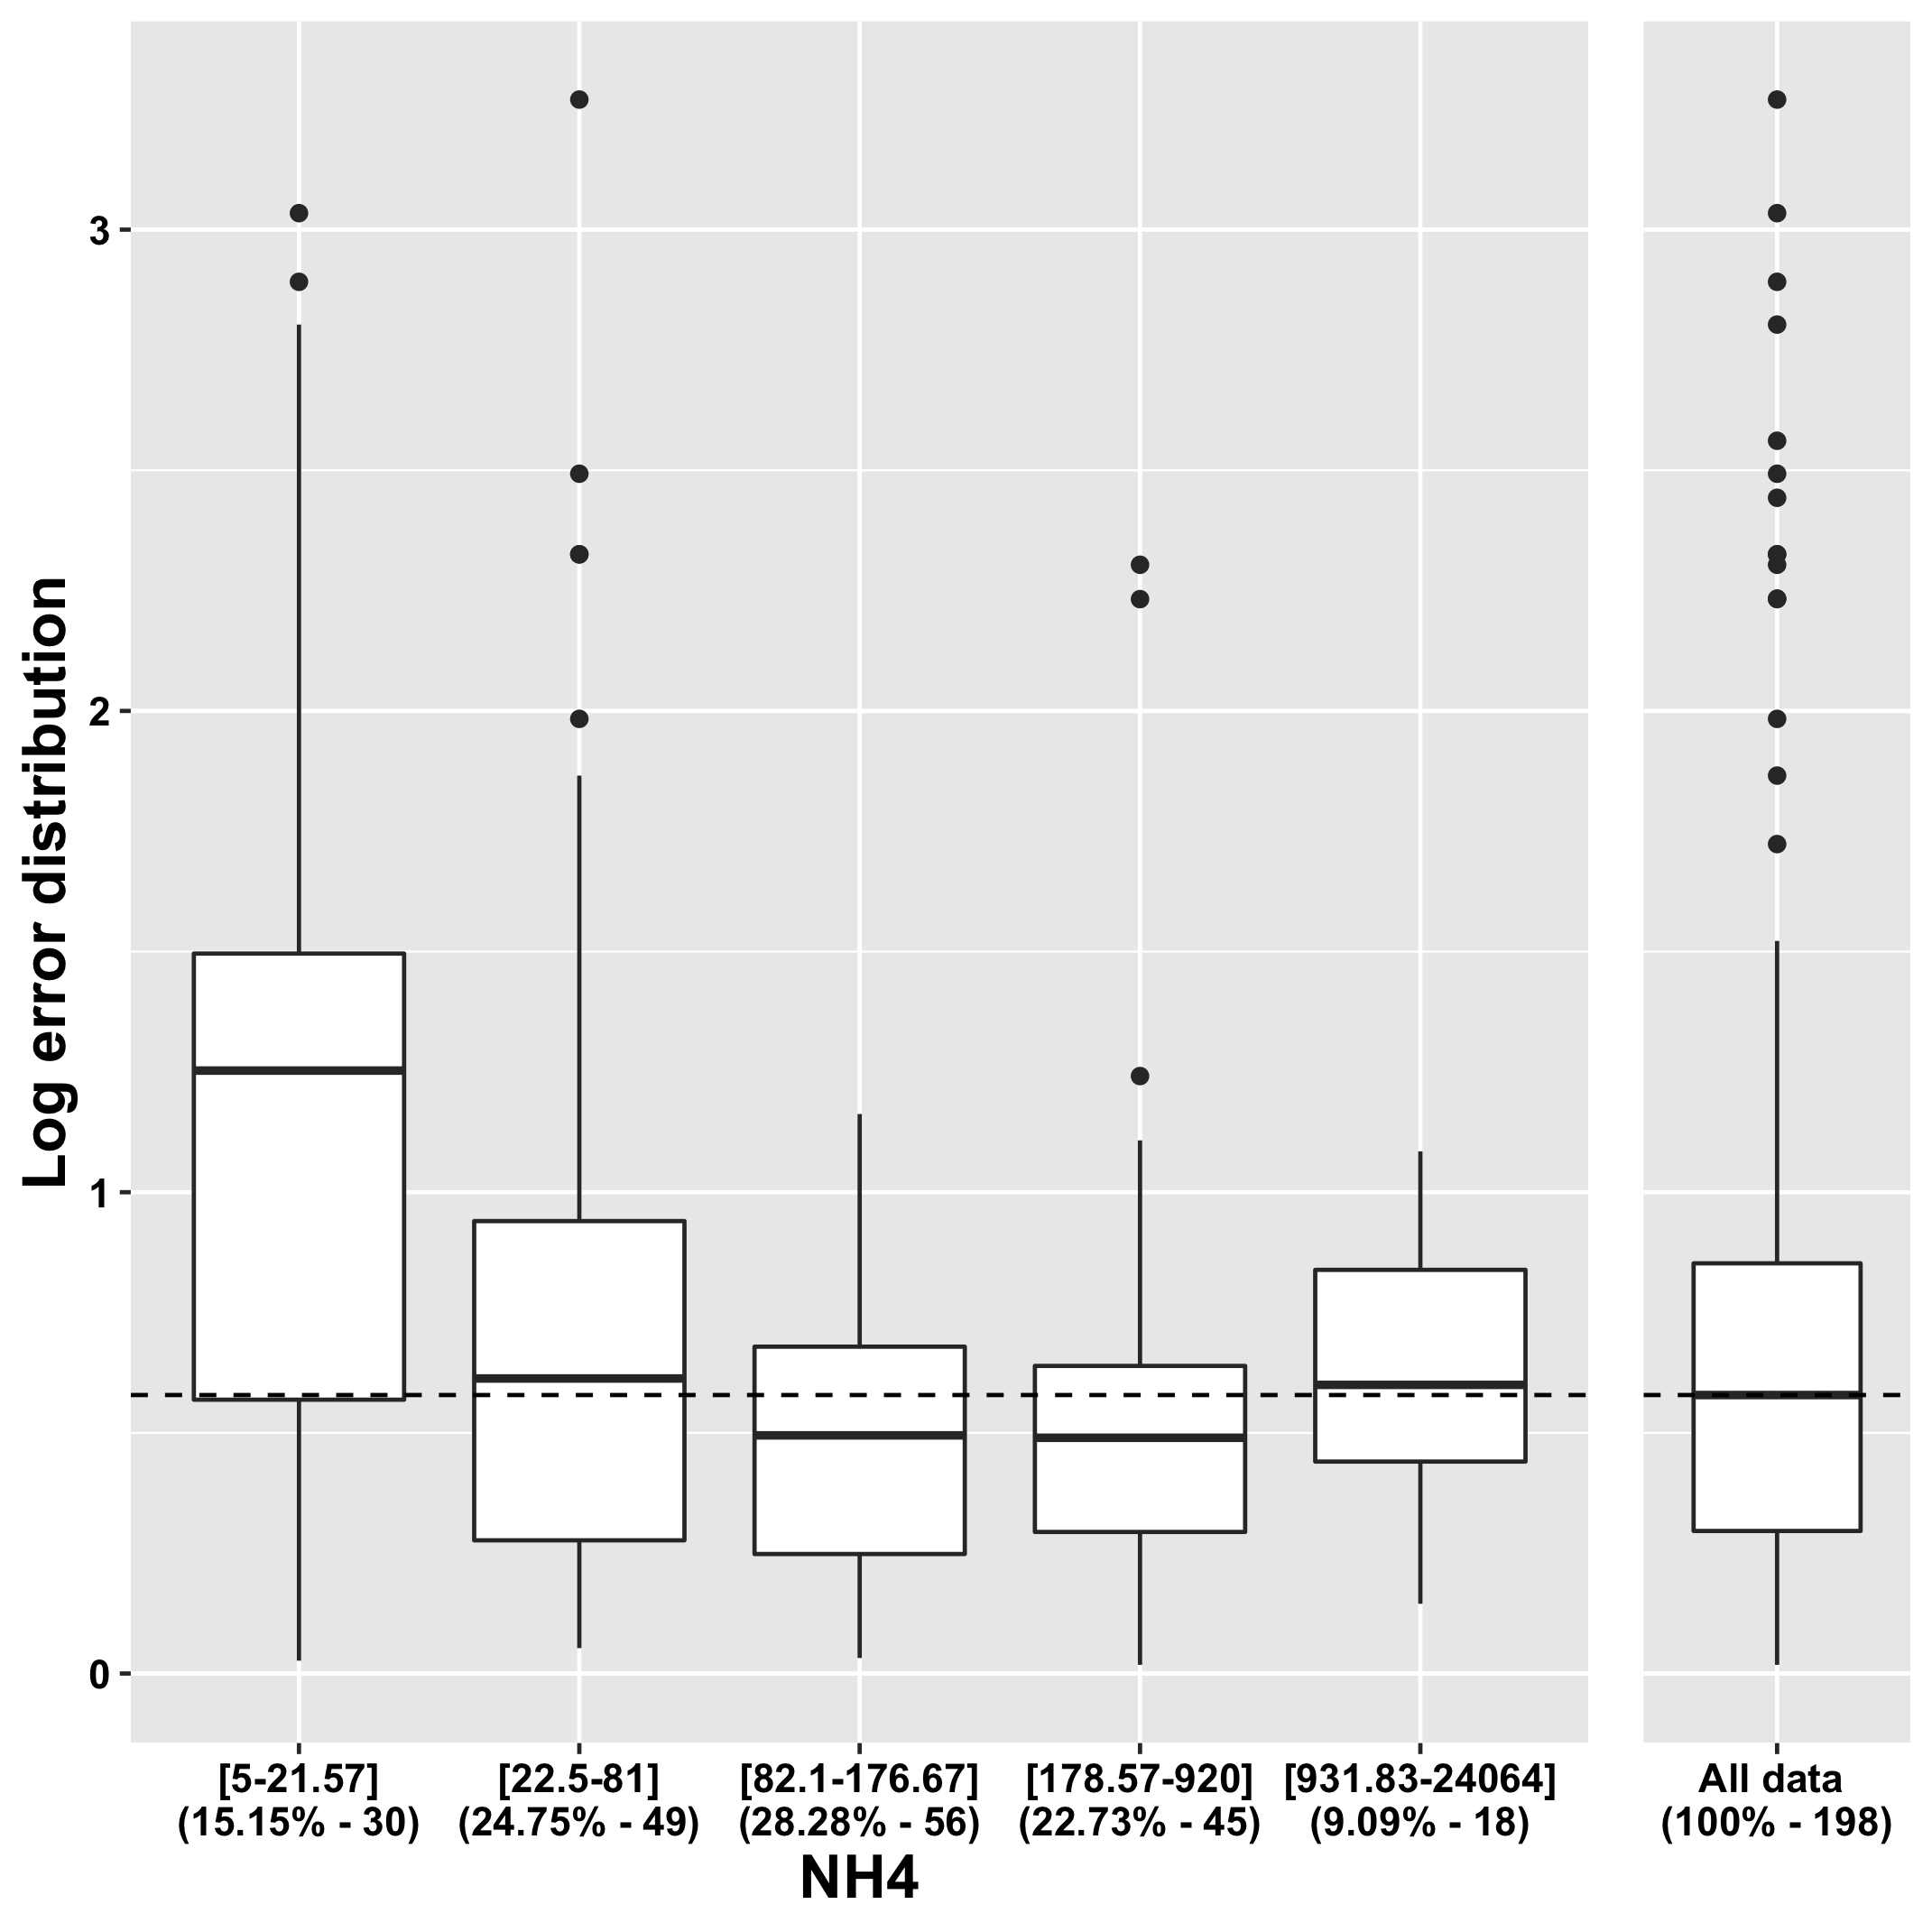 Log error distribution
3
2
1
0
[5-21.57] [22.5-81] [82.1-176.67] [178.57-920] [931.83-24064] All data
(15.15% - 30) (24.75% - 49) (28.28% - 56) (22.73% - 45) (9.09% - 18) (100% - 198)
NH4